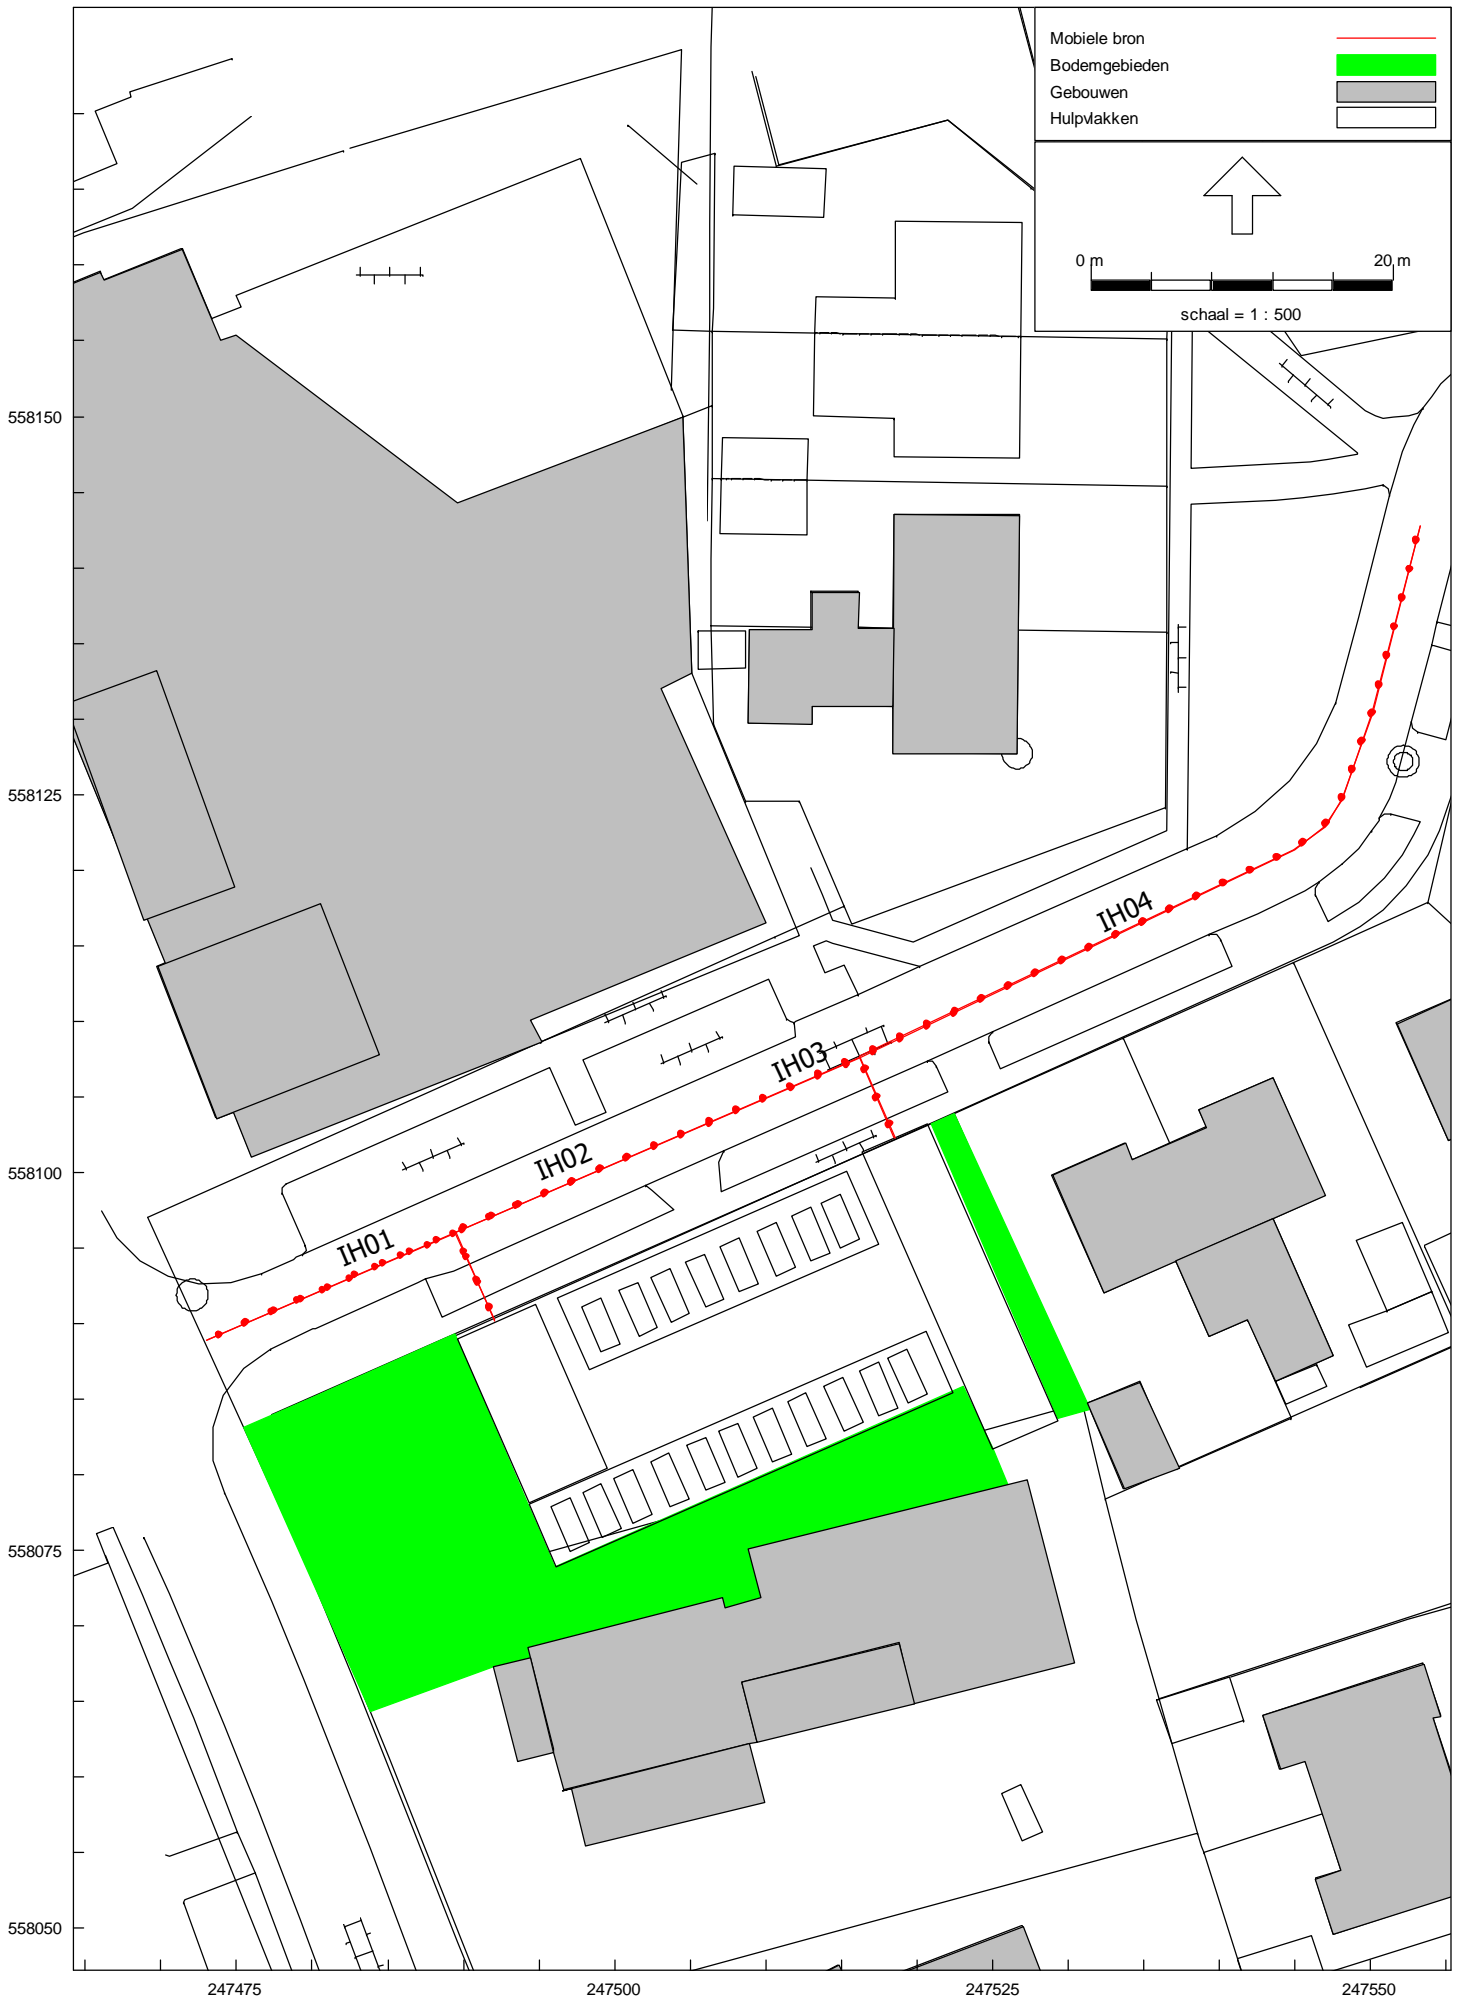 Mobiele bron
Bodemgebieden
Gebouwen
Hulpvlakken
0 m 20 m
schaal = 1 : 500
558150
558125
IH04
IH03
IH02
558100
IH01
558075
558050
247475 247500 247525 247550